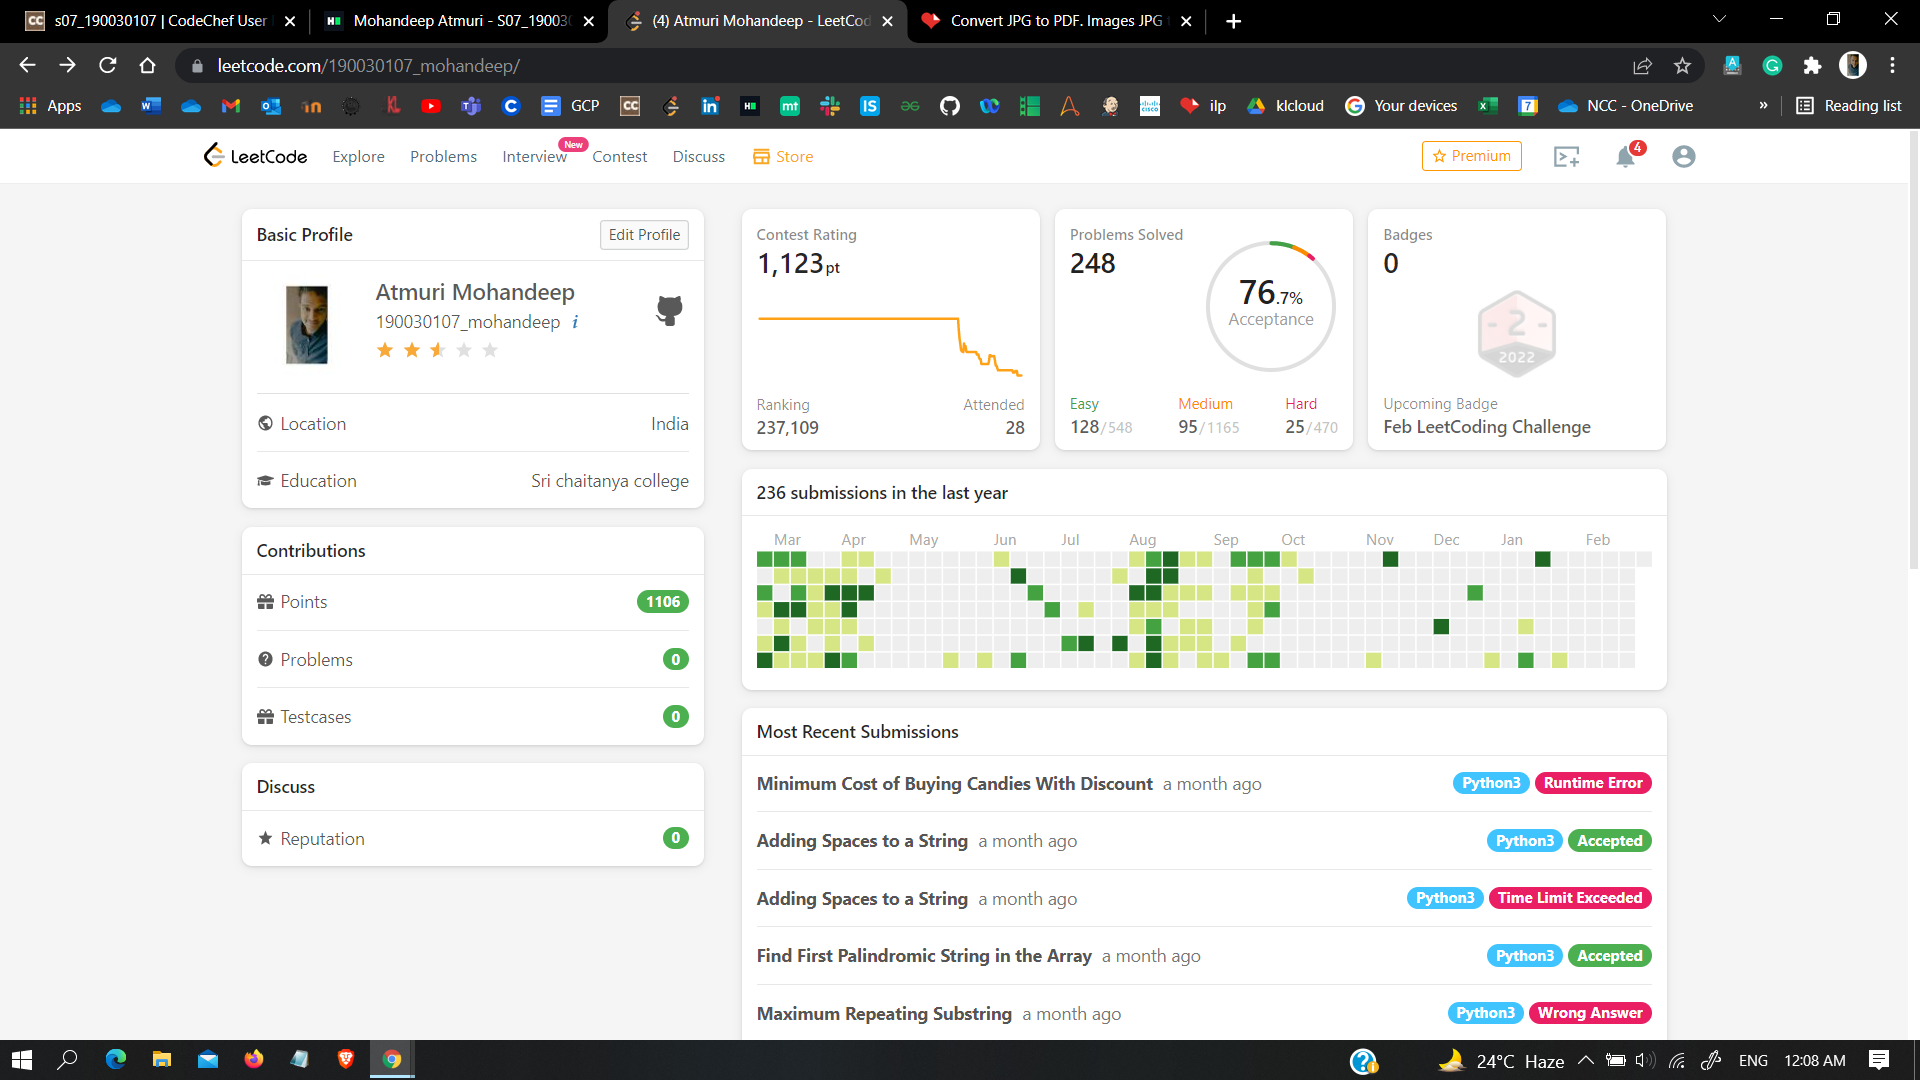 s07_190030107 | CodeChef User
Mohandeep Atmuri - S07_19003
(4) Atmuri Mohandeep - LeetCod
Convert JPG to PDF. Images JPG
leetcode.com/190030107_mohandeep/
Apps
GCP
ilp
klcloud
Your devices
NCC - OneDrive
»
Reading list
LeetCode
Explore
Problems
Interview
New
Contest
Discuss
Store
Premium
4
Basic Profile
Edit Profile
Atmuri Mohandeep
190030107_mohandeep i
Location India
Education Sri chaitanya college
Contributions
Points 1106
Problems 0
Testcases 0
Discuss
Reputation 0
Contest Rating
1,123 pt
Ranking Attended
237,109 28
Problems Solved
248
76.7%
Acceptance
Easy Medium Hard
128/548 95/1165 25/470
Badges
0
2
2022
Upcoming Badge
Feb LeetCoding Challenge
236 submissions in the last year
Mar Apr May Jun Jul Aug Sep Oct Nov Dec Jan Feb
Most Recent Submissions
Minimum Cost of Buying Candies With Discount a month ago Python3 Runtime Error
Adding Spaces to a String a month ago Python3 Accepted
Adding Spaces to a String a month ago Python3 Time Limit Exceeded
Find First Palindromic String in the Array a month ago Python3 Accepted
Maximum Repeating Substring a month ago Python3 Wrong Answer
24°C Haze ENG 12:08 AM